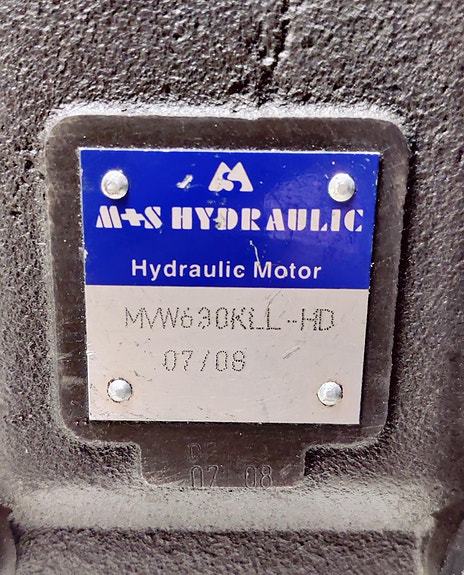 M+S HYDRAULIC
Hydraulic Motor
MVW630KLL-HD
07/08
07 08